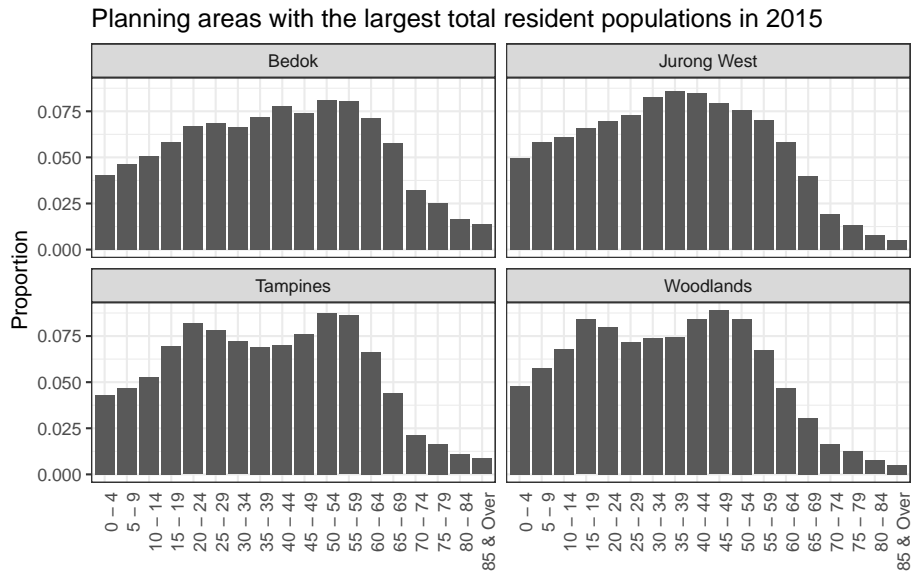 Planning areas with the largest total resident populations in 2015
Bedok
Jurong West
0.075
0.050
0.025
0.000
Tampines
Woodlands
0.075
0.050
0.025
0.000
Proportion
0 – 4
5 – 9
10 – 14
15 – 19
20 – 24
25 – 29
30 – 34
35 – 39
40 – 44
45 – 49
50 – 54
55 – 59
60 – 64
65 – 69
70 – 74
75 – 79
80 – 84
85 & Over
0 – 4
5 – 9
10 – 14
15 – 19
20 – 24
25 – 29
30 – 34
35 – 39
40 – 44
45 – 49
50 – 54
55 – 59
60 – 64
65 – 69
70 – 74
75 – 79
80 – 84
85 & Over